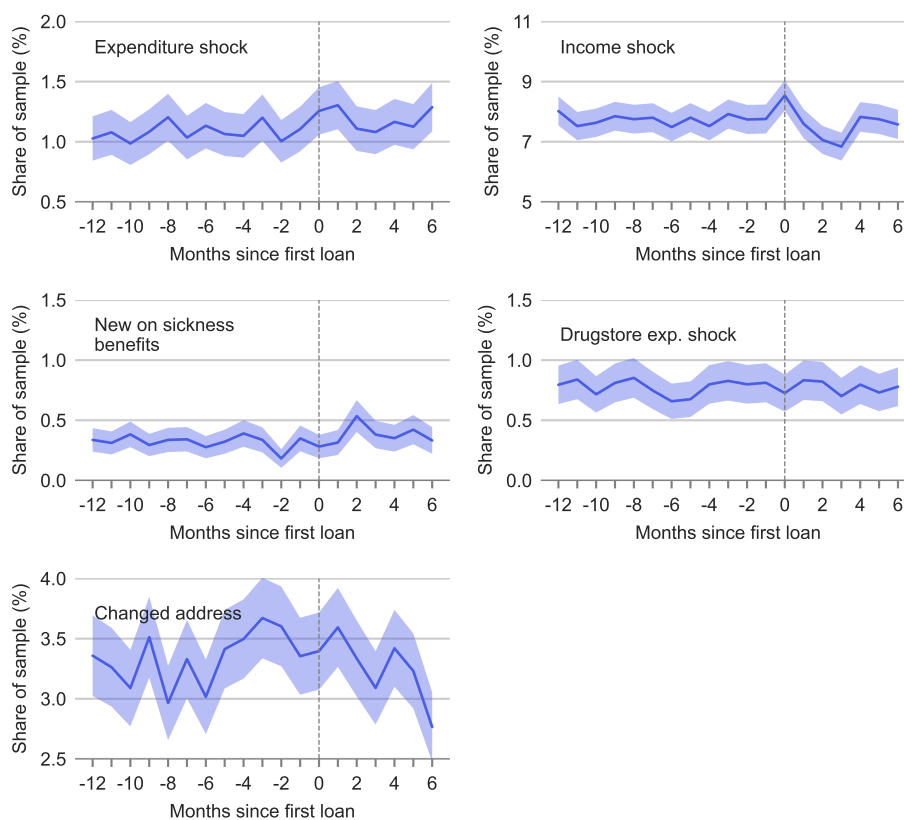 Share of sample (%)
2.0
1.5
1.0
0.5
Expenditure shock
-12 -10 -8 -6 -4 -2 0 2 4 6
Months since first loan
Share of sample (%)
11
9
7
5
Income shock
-12 -10 -8 -6 -4 -2 0 2 4 6
Months since first loan
Share of sample (%)
1.5
1.0
0.5
0.0
New on sickness
benefits
-12 -10 -8 -6 -4 -2 0 2 4 6
Months since first loan
Share of sample (%)
1.5
1.0
0.5
0.0
Drugstore exp. shock
-12 -10 -8 -6 -4 -2 0 2 4 6
Months since first loan
Share of sample (%)
4.0
3.5
3.0
2.5
Changed address
-12 -10 -8 -6 -4 -2 0 2 4 6
Months since first loan